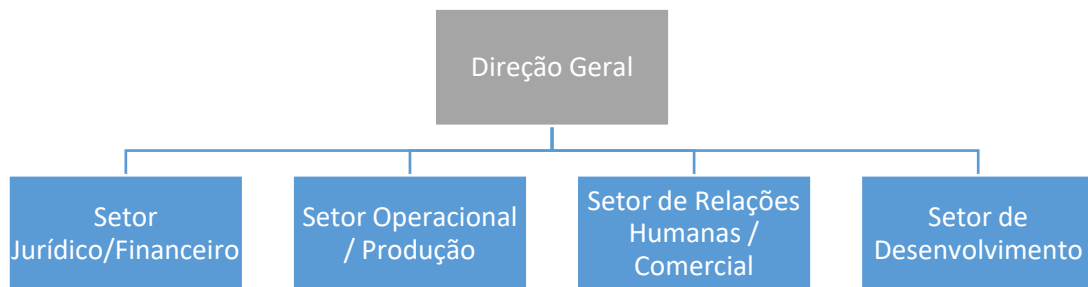 Direção Geral
Setor
Jurídico/Financeiro
Setor Operacional
/ Produção
Setor de Relações
Humanas /
Comercial
Setor de
Desenvolvimento